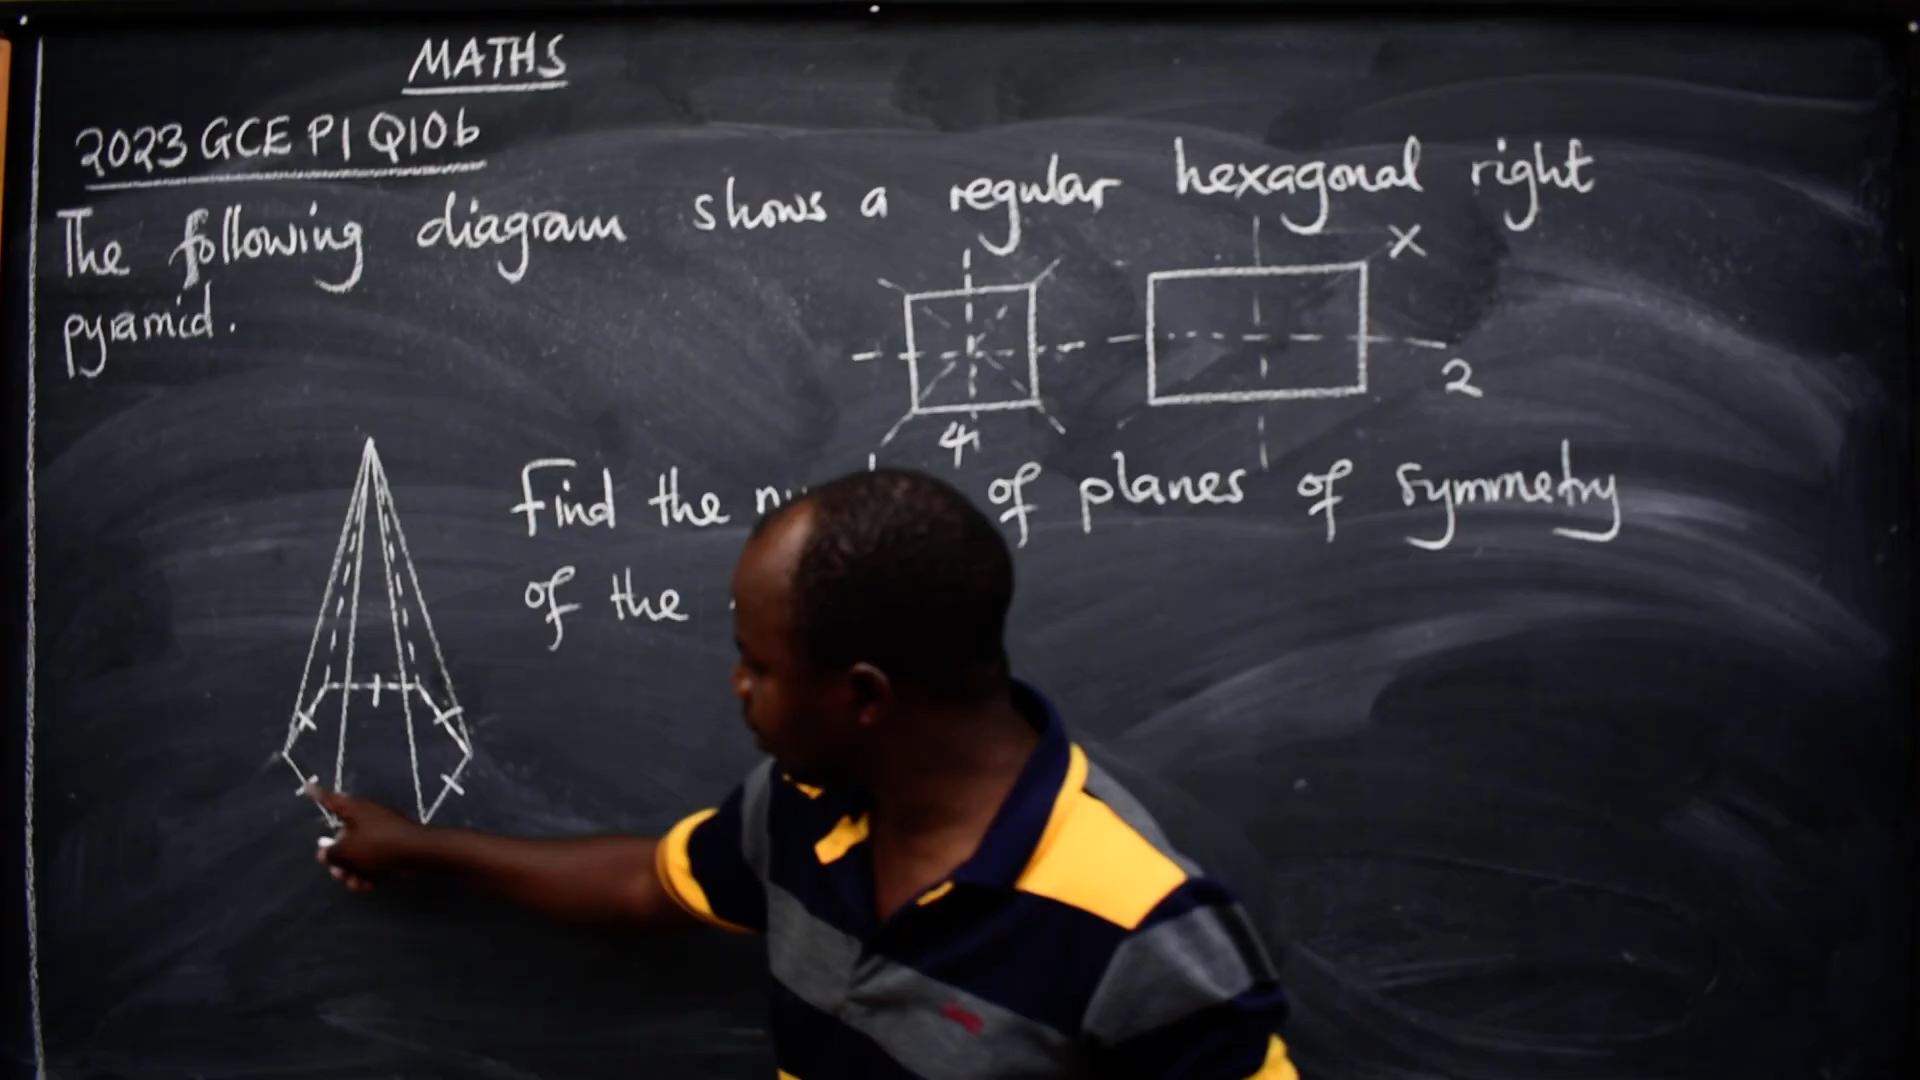 MATHS
2023 GCE P1 Q10b
The following diagram shows a regular hexagonal right
pyramid.
X
2
4
Find the of planes of symmetry
of the